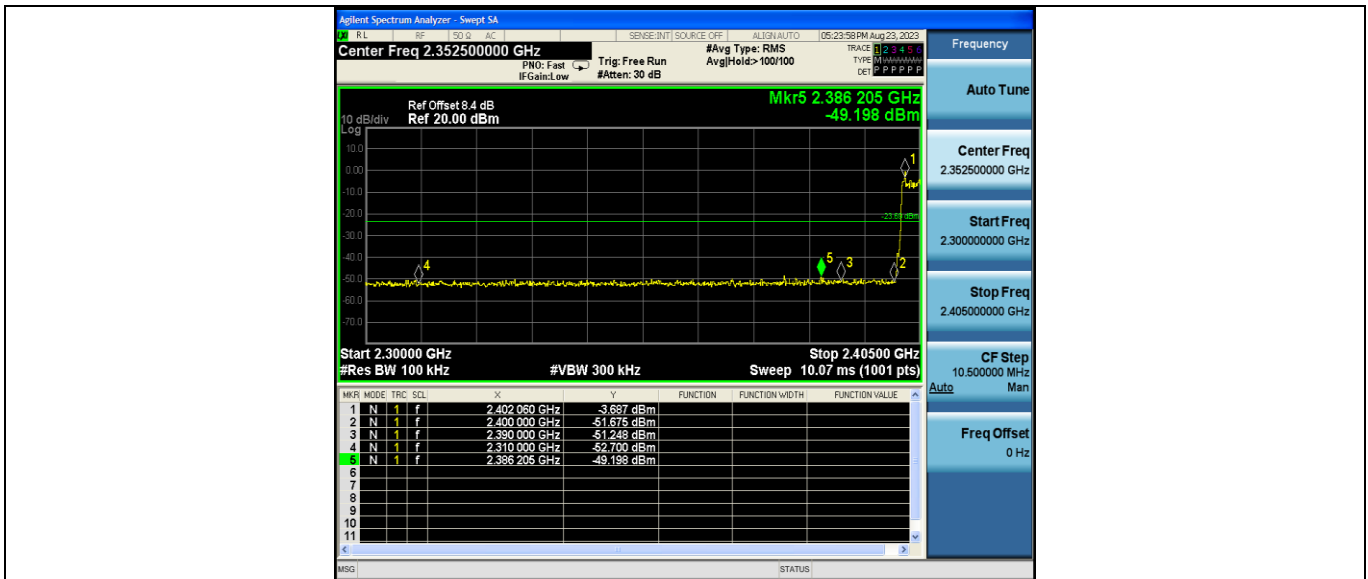 Agilent Spectrum Analyzer - Swept SA
RL RF 50 Ω AC SENSE:INT SOURCE OFF ALIGN AUTO 05:23:58 PM Aug 23, 2023
Center Freq 2.352500000 GHz
#Avg Type: RMS
TRACE 1 2 3 4 5 6
PNO: Fast
Trig: Free Run
Avg|Hold:>100/100
TYPE M
IFGain:Low
#Atten: 30 dB
DET P P P P P P
Mkr5 2.386 205 GHz
-49.198 dBm
Ref Offset 8.4 dB
10 dB/div Ref 20.00 dBm
Log
10.0
0.00
-10.0
-20.0
-30.0
-40.0
-50.0
-60.0
-70.0
1
2
3
4
5
Start 2.30000 GHz Stop 2.40500 GHz
#Res BW 100 kHz #VBW 300 kHz Sweep 10.07 ms (1001 pts)
MKR MODE TRC SCL X Y FUNCTION FUNCTION WIDTH FUNCTION VALUE
1 N 1 f 2.402 060 GHz -3.687 dBm
2 N 1 f 2.400 000 GHz -51.675 dBm
3 N 1 f 2.390 000 GHz -51.248 dBm
4 N 1 f 2.310 000 GHz -52.700 dBm
5 N 1 f 2.386 205 GHz -49.198 dBm
6
7
8
9
10
11
MSG STATUS
Frequency
Auto Tune
Center Freq
2.352500000 GHz
Start Freq
2.300000000 GHz
Stop Freq
2.405000000 GHz
CF Step
10.500000 MHz
Auto Man
Freq Offset
0 Hz